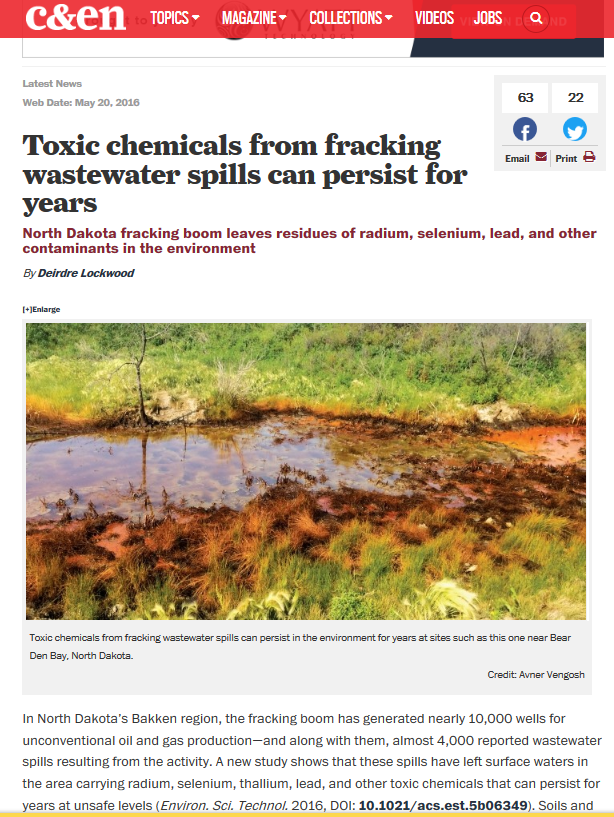 c&en TOPICS MAGAZINE COLLECTIONS VIDEOS JOBS
Latest News
Web Date: May 20, 2016
63 22
Email Print
Toxic chemicals from fracking
wastewater spills can persist for
years
North Dakota fracking boom leaves residues of radium, selenium, lead, and other
contaminants in the environment
By Deirdre Lockwood
[+]Enlarge
Toxic chemicals from fracking wastewater spills can persist in the environment for years at sites such as this one near Bear
Den Bay, North Dakota.
Credit: Avner Vengosh
In North Dakota’s Bakken region, the fracking boom has generated nearly 10,000 wells for
unconventional oil and gas production—and along with them, almost 4,000 reported wastewater
spills resulting from the activity. A new study shows that these spills have left surface waters in
the area carrying radium, selenium, thallium, lead, and other toxic chemicals that can persist for
years at unsafe levels (Environ. Sci. Technol. 2016, DOI: 10.1021/acs.est.5b06349). Soils and